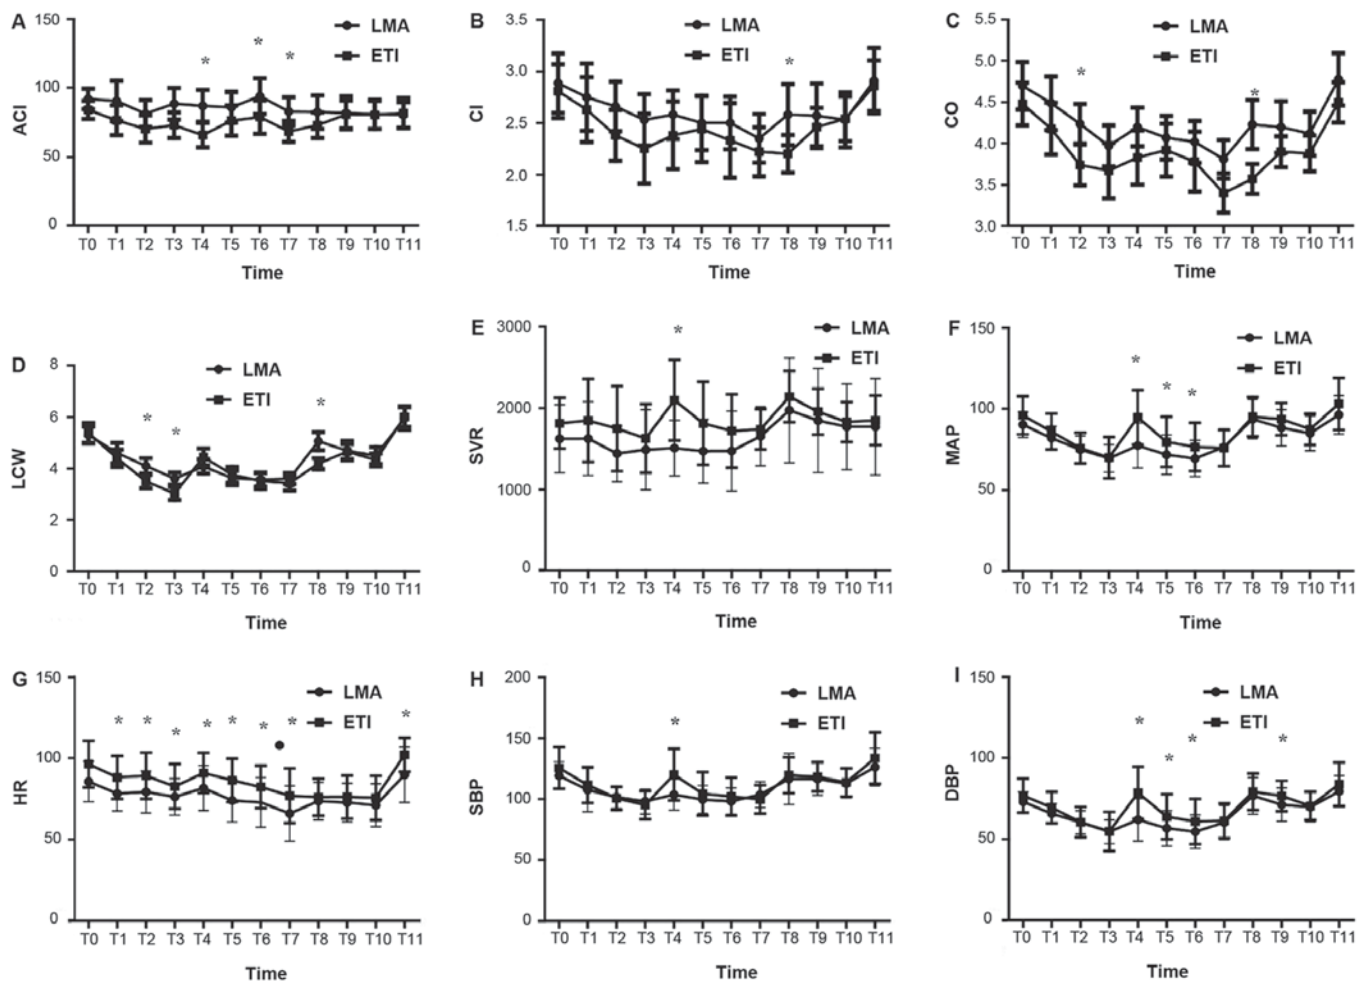 A
150
LMA
ETI
*
*
*
100
ACI
50
0
T0 T1 T2 T3 T4 T5 T6 T7 T8 T9 T10 T11
Time
B
3.5
LMA
ETI
*
3.0
CI
2.5
2.0
1.5
T0 T1 T2 T3 T4 T5 T6 T7 T8 T9 T10 T11
Time
C
5.5
LMA
ETI
*
*
5.0
4.5
CO
4.0
3.5
3.0
T0 T1 T2 T3 T4 T5 T6 T7 T8 T9 T10 T11
Time
D
8
LMA
ETI
*
*
*
6
LCW
4
2
0
T0 T1 T2 T3 T4 T5 T6 T7 T8 T9 T10 T11
Time
E
3000
LMA
ETI
*
2000
SVR
1000
0
T0 T1 T2 T3 T4 T5 T6 T7 T8 T9 T10 T11
Time
F
150
LMA
ETI
*
*
*
100
MAP
50
0
T0 T1 T2 T3 T4 T5 T6 T7 T8 T9 T10 T11
Time
G
150
LMA
ETI
*
*
*
*
*
*
*
*
100
HR
50
0
T0 T1 T2 T3 T4 T5 T6 T7 T8 T9 T10 T11
Time
H
200
LMA
ETI
*
150
SBP
100
50
0
T0 T1 T2 T3 T4 T5 T6 T7 T8 T9 T10 T11
Time
I
150
LMA
ETI
*
*
*
*
100
DBP
50
0
T0 T1 T2 T3 T4 T5 T6 T7 T8 T9 T10 T11
Time